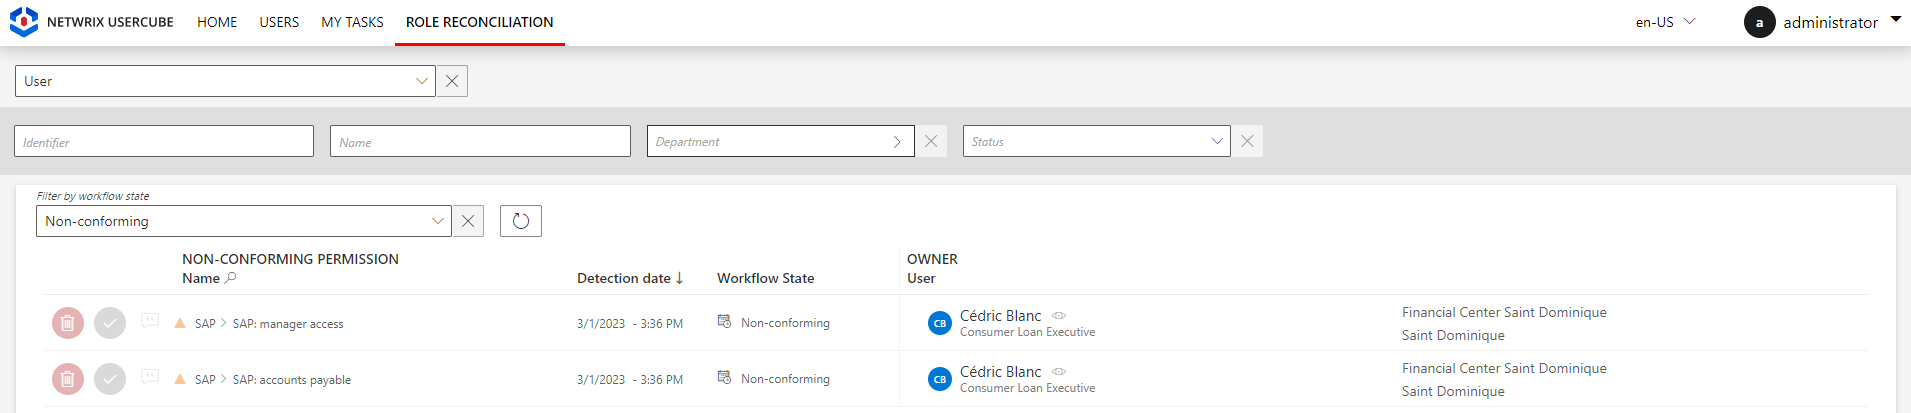 NETWRIX USERCUBE HOME USERS MY TASKS ROLE RECONCILIATION en-US a administrator
User
Identifier Name Department Status
Filter by workflow state
Non-conforming
NON-CONFORMING PERMISSION OWNER
Name Detection date Workflow State User
SAP > SAP: manager access 3/1/2023 - 3:36 PM Non-conforming CB Cédric Blanc Financial Center Saint Dominique
Consumer Loan Executive Saint Dominique
SAP > SAP: accounts payable 3/1/2023 - 3:36 PM Non-conforming CB Cédric Blanc Financial Center Saint Dominique
Consumer Loan Executive Saint Dominique